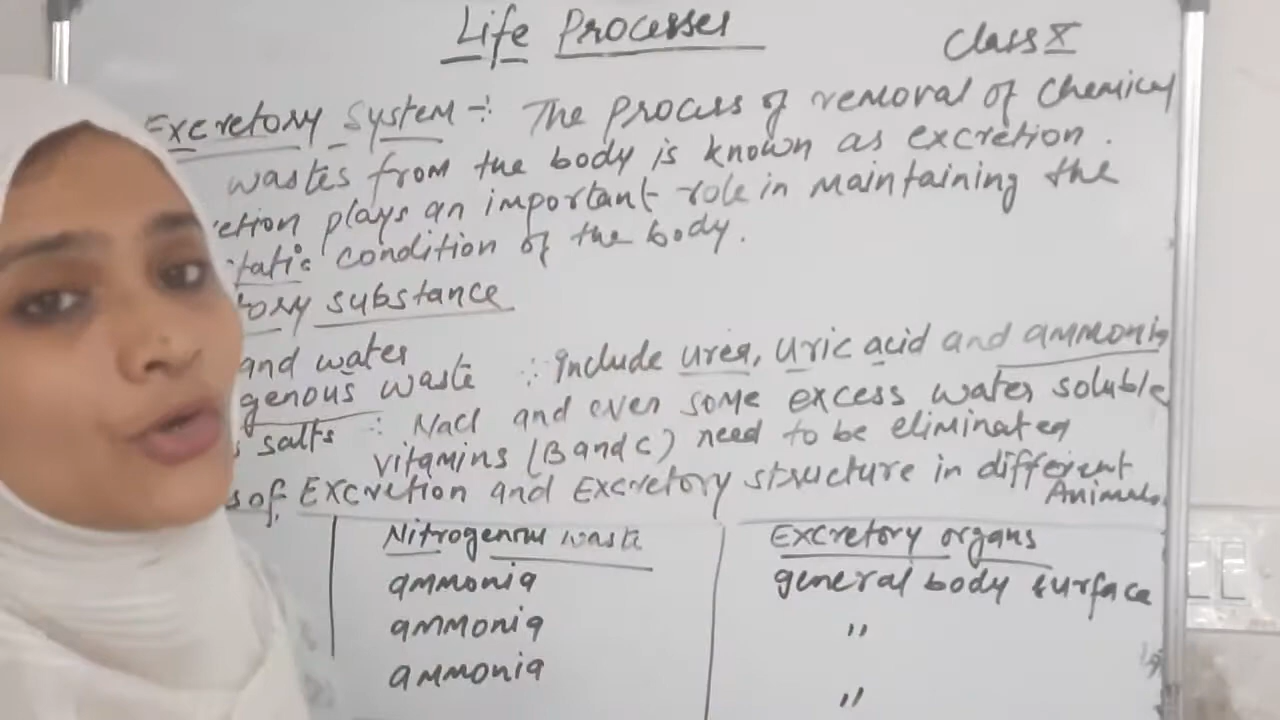 Life Processes
Class X
Excretory System -: The process of removal of chemical
wastes from the body is known as excretion.
etion plays an important role in maintaining the
tatic condition of the body.
ory substance
and water
genous waste : include urea, Uric acid and ammonia
s salts : Nacl and even some excess water soluble
vitamins (B and C) need to be eliminated
s of Excretion and Excretory structure in different
Animals.
Nitrogenous waste Excretory organs
ammonia general body surface
ammonia "
ammonia "